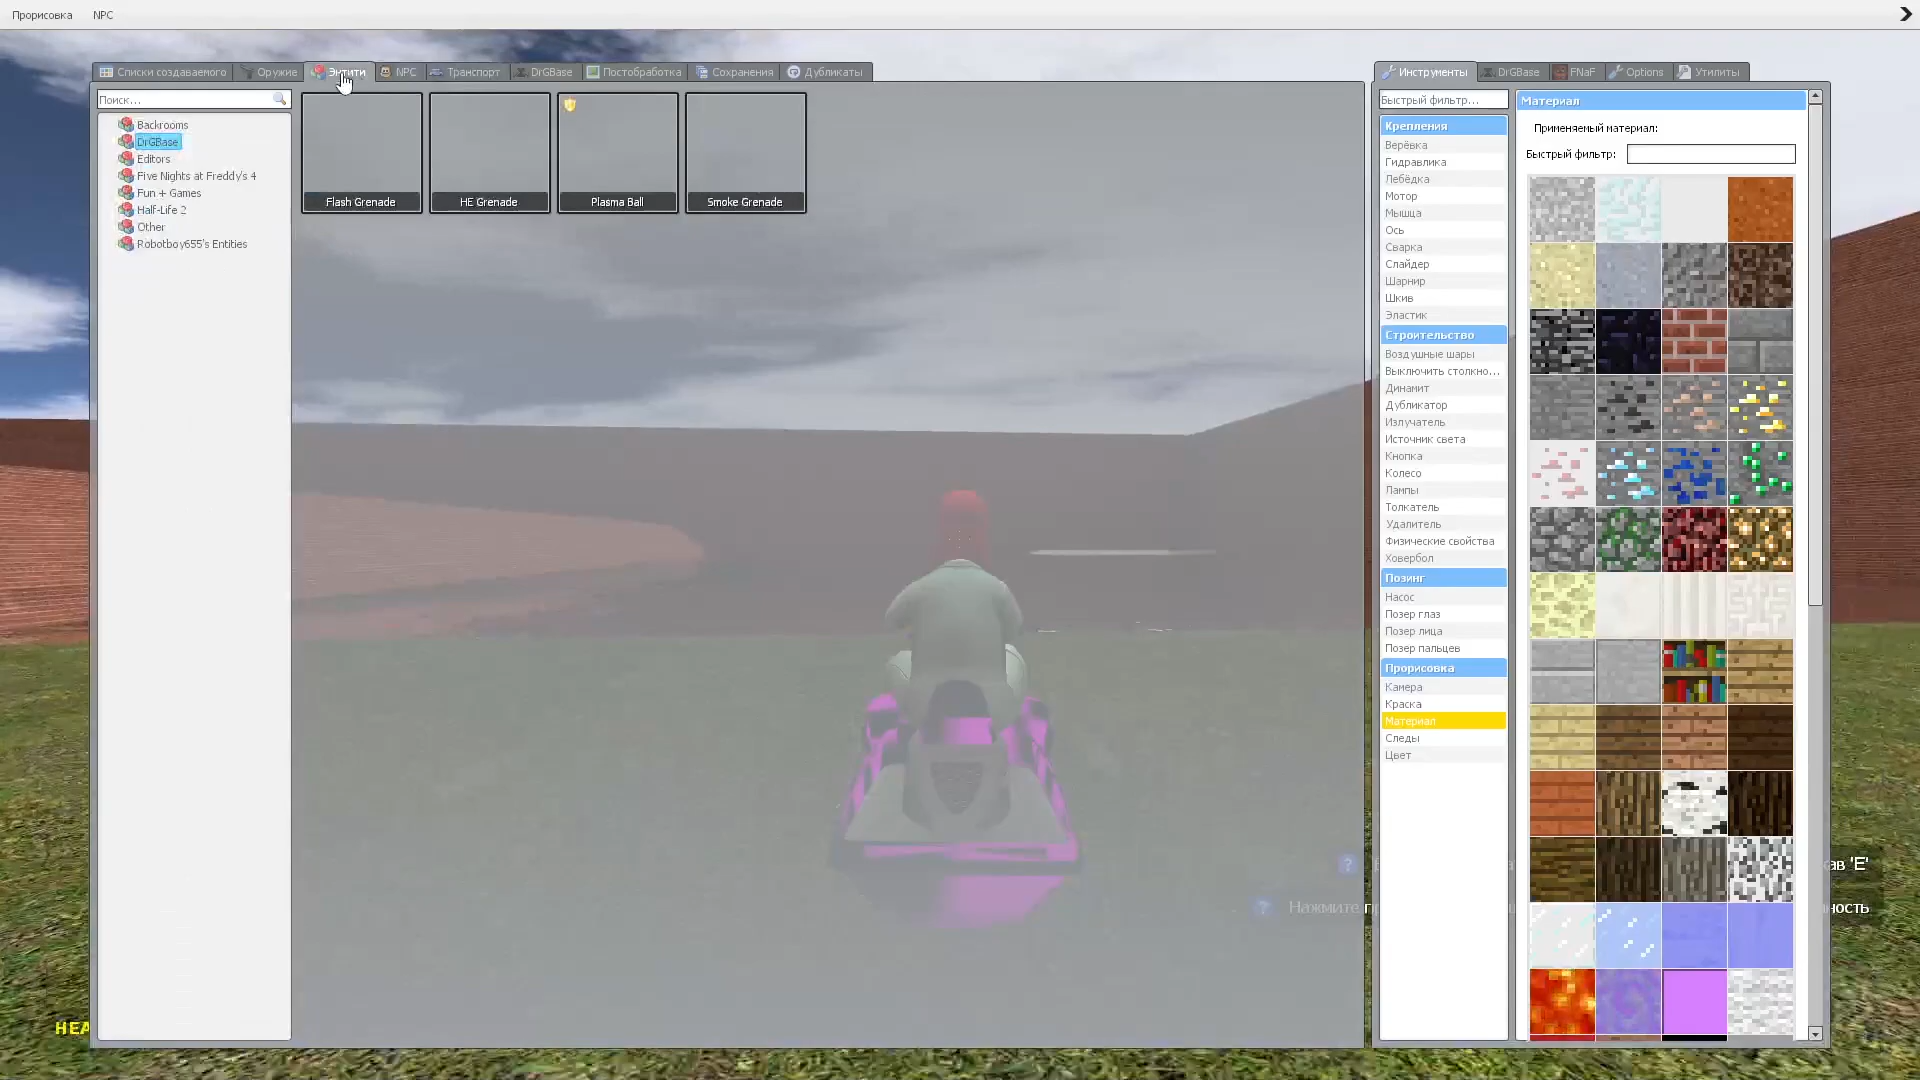 Прорисовка NPC
Списки создаваемого Оружие Энтити NPC Транспорт DrGBase Постобработка Сохранения Дубликаты
Инструменты DrGBase FNaF Options Утилиты
Поиск...
Backrooms
DrGBase
Editors
Five Nights at Freddy's 4
Fun + Games
Half-Life 2
Other
Robotboy655's Entities
Flash Grenade
HE Grenade
Plasma Ball
Smoke Grenade
Быстрый фильтр...
Крепления
Верёвка
Гидравлика
Лебёдка
Мотор
Мышца
Ось
Сварка
Слайдер
Шарнир
Шкив
Эластик
Строительство
Воздушные шары
Выключить столкно...
Динамит
Дубликатор
Излучатель
Источник света
Кнопка
Колесо
Лампы
Толкатель
Удалитель
Физические свойства
Ховербол
Позинг
Насос
Позер глаз
Позер лица
Позер пальцев
Прорисовка
Камера
Краска
Материал
Следы
Цвет
Материал
Применяемый материал:
Быстрый фильтр:
ав 'E'
Нажмите
ность
HEA